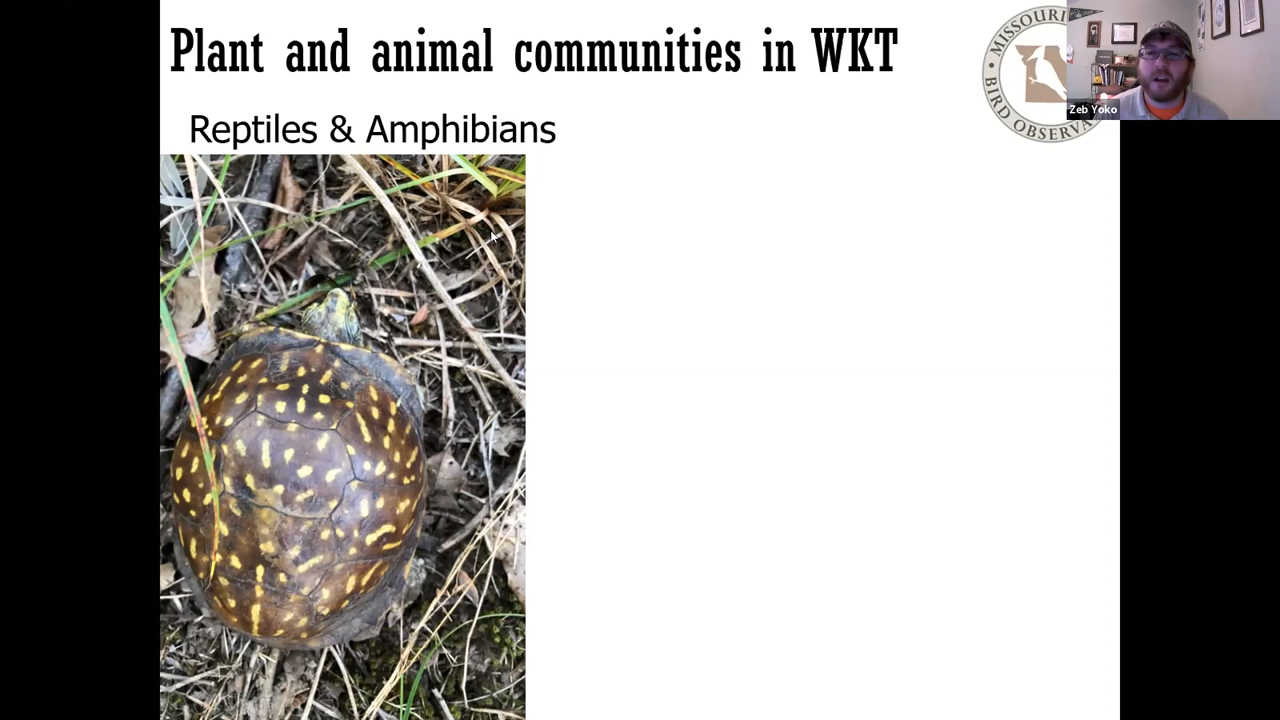 Plant and animal communities in WKT
Reptiles & Amphibians
MISSOURI
BIRD OBSERVA
Zeb Yoko